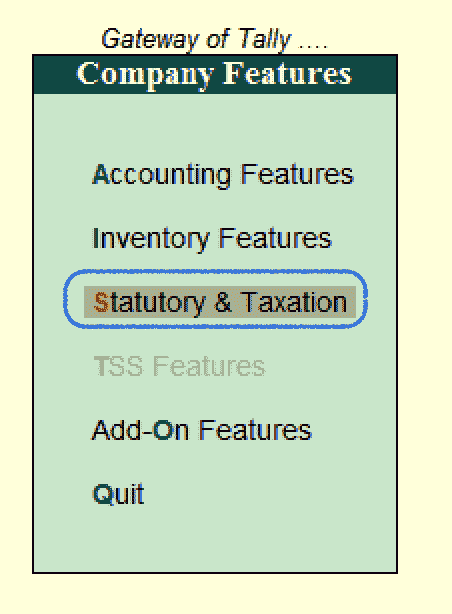 Gateway of Tally ....
Company Features
Accounting Features
Inventory Features
Statutory & Taxation
TSS Features
Add-On Features
Quit